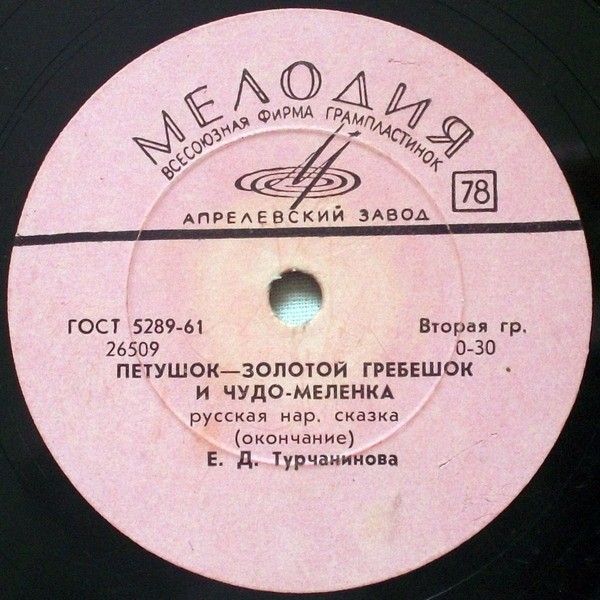 МЕЛОДИЯ
ВСЕСОЮЗНАЯ ФИРМА ГРАМПЛАСТИНОК
78
АПРЕЛЕВСКИЙ ЗАВОД
ГОСТ 5289-61 Вторая гр.
26509 0-30
ПЕТУШОК—ЗОЛОТОЙ ГРЕБЕШОК
И ЧУДО-МЕЛЕНКА
русская нар. сказка
(окончание)
Е. Д. Турчанинова